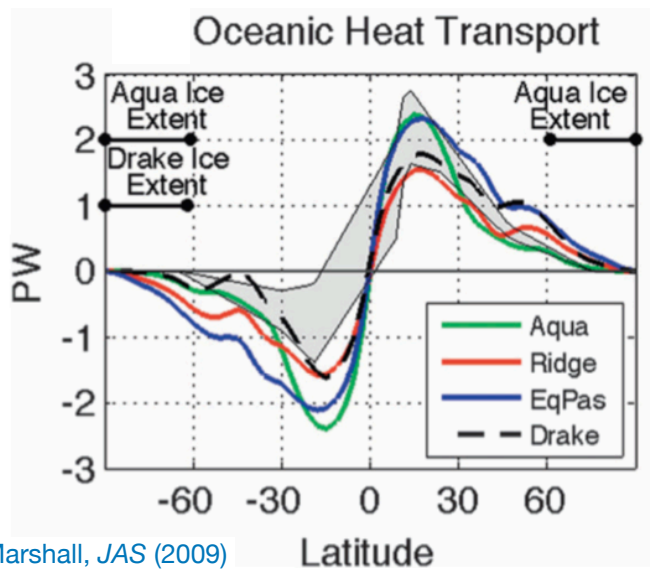 Oceanic Heat Transport
3
Aqua Ice
Extent
Aqua Ice
Extent
2
Drake Ice
Extent
1
PW
0
-1
-2
-3
Aqua
Ridge
EqPas
Drake
-60 -30 0 30 60
Marshall, JAS (2009)
Latitude